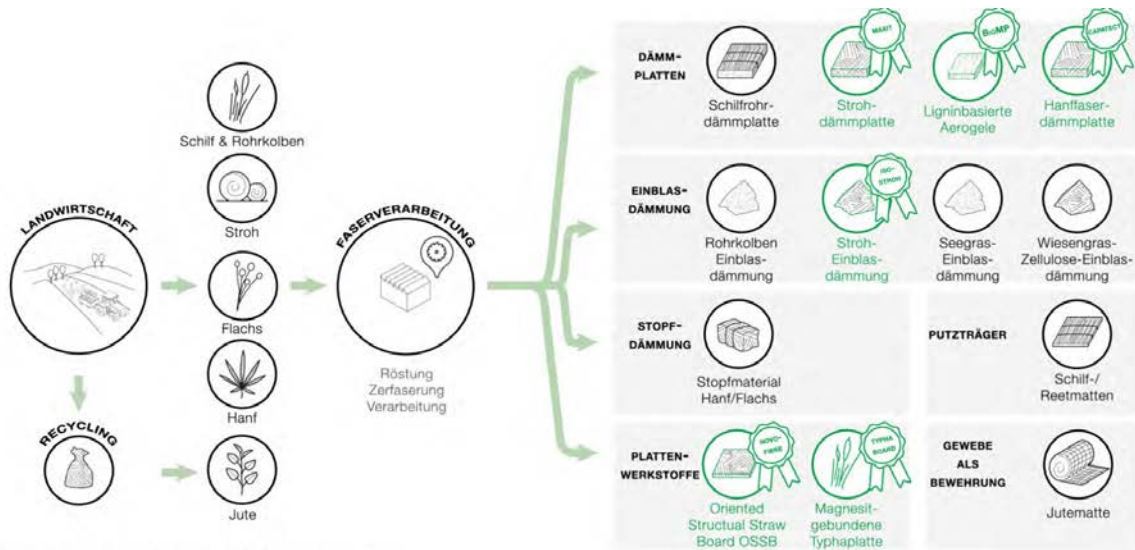 LANDWIRTSCHAFT
RECYCLING
Schilf & Rohrkolben
Stroh
Flachs
Hanf
Jute
FASERVERARBEITUNG
Röstung
Zerfaserung
Verarbeitung
DÄMM-
PLATTEN
Schilfrohr-
dämmplatte
MAXIT
Stroh-
dämmplatte
BIOMP
Ligninbasierte
Aerogele
CAPATECT
Hanffaser-
dämmplatte
EINBLAS-
DÄMMUNG
Rohrkolben
Einblas-
dämmung
ISO-
STROH
Stroh-
Einblas-
dämmung
Seegras-
Einblas-
dämmung
Wiesengras-
Zellulose-Einblas-
dämmung
STOPF-
DÄMMUNG
Stopfmaterial
Hanf/Flachs
PUTZTRÄGER
Schilf-/
Reetmatten
PLATTEN-
WERKSTOFFE
NOVO-
FIBRE
Oriented
Structual Straw
Board OSSB
TYPHA
BOARD
Magnesit-
gebundene
Typhaplatte
GEWEBE
ALS
BEWEHRUNG
Jutematte